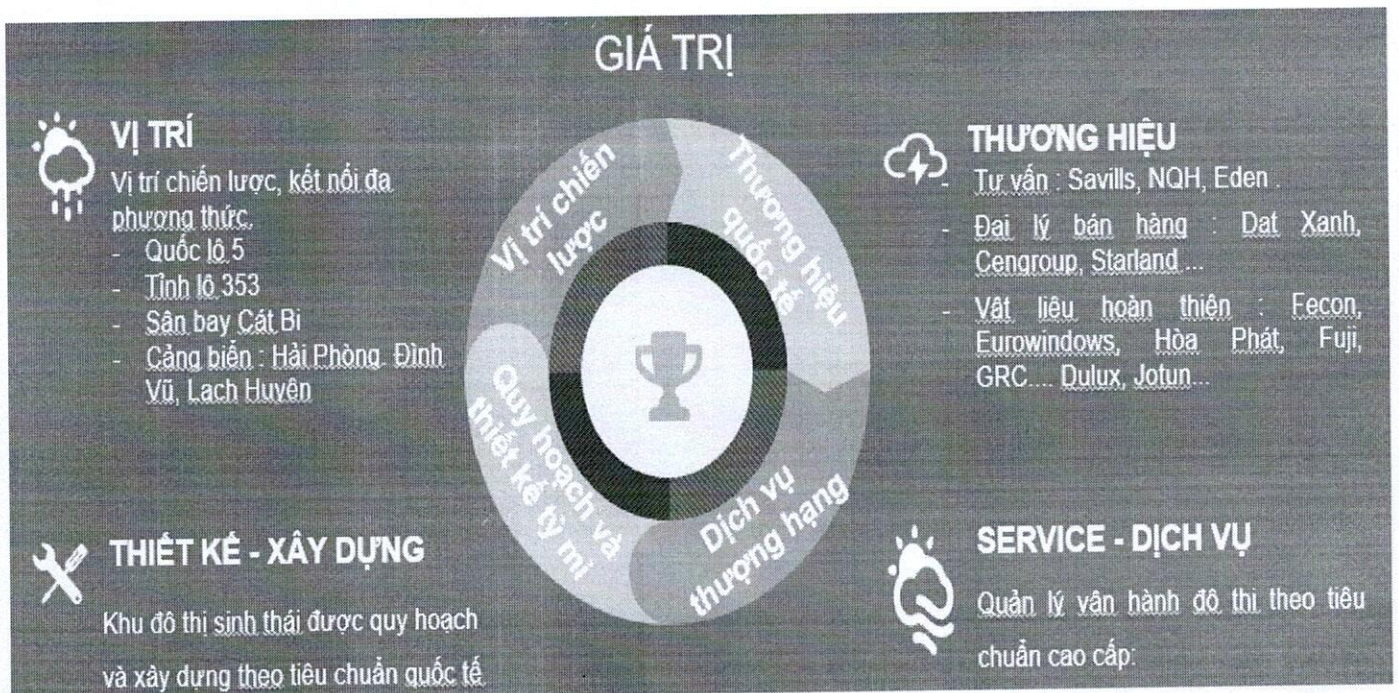 GIÁ TRỊ
VỊ TRÍ
Vị trí chiến lược, kết nối đa
phương thức.
- Quốc lộ 5
- Tỉnh lộ 353
- Sân bay Cát Bi
- Cảng biển : Hải Phòng. Đình
Vũ, Lạch Huyện
Vị trí chiến
lược
Thương hiệu
quốc tế
Quy hoạch và
thiết kế tỷ mỉ
Dịch vụ
thượng hạng
THƯƠNG HIỆU
- Tư vấn : Savills, NQH, Eden .
- Đại lý bán hàng : Dat Xanh,
Cengroup, Starland ...
- Vật liệu hoàn thiện : Fecon,
Eurowindows, Hòa Phát, Fuji,
GRC.... Dulux, Jotun...
THIẾT KẾ - XÂY DỰNG
Khu đô thị sinh thái được quy hoạch
và xây dựng theo tiêu chuẩn quốc tế
SERVICE - DỊCH VỤ
Quản lý vân hành đô thị theo tiêu
chuẩn cao cấp: